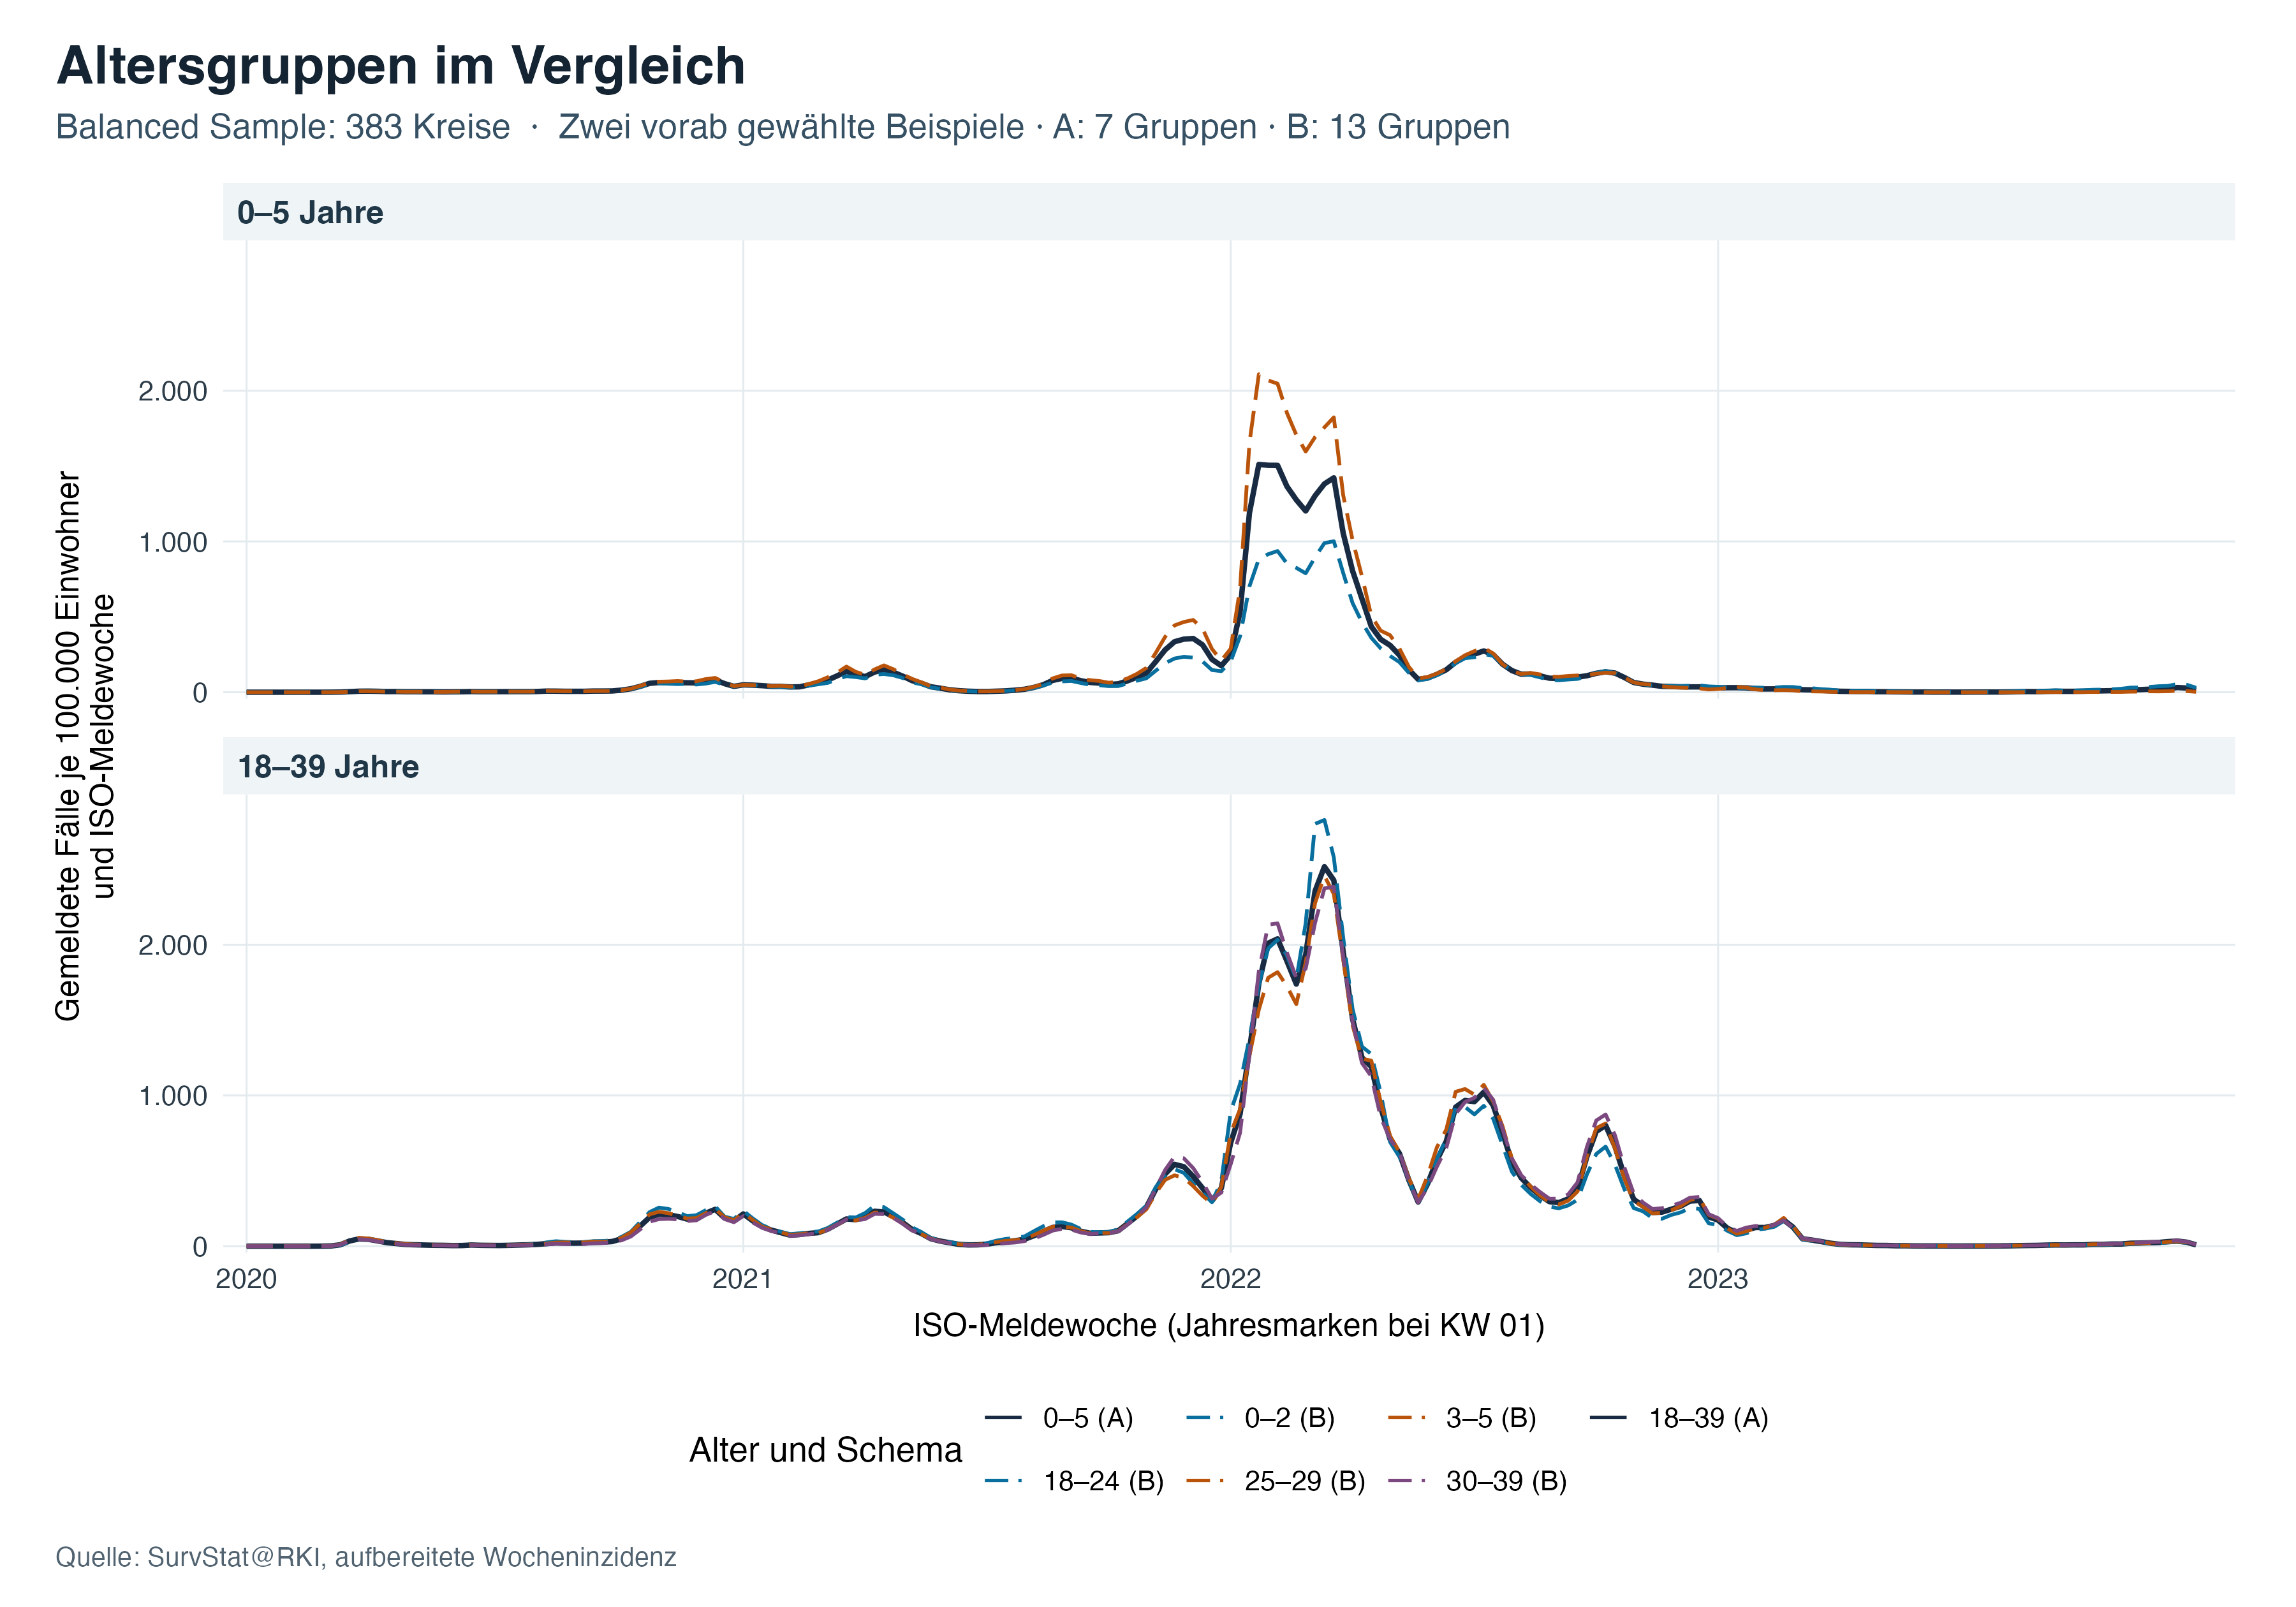 Altersgruppen im Vergleich
Balanced Sample: 383 Kreise · Zwei vorab gewählte Beispiele · A: 7 Gruppen · B: 13 Gruppen
Gemeldete Fälle je 100.000 Einwohner
und ISO-Meldewoche
0–5 Jahre
2.000
1.000
0
18–39 Jahre
2.000
1.000
0
2020 2021 2022 2023
ISO-Meldewoche (Jahresmarken bei KW 01)
Alter und Schema
0–5 (A) 0–2 (B) 3–5 (B) 18–39 (A)
18–24 (B) 25–29 (B) 30–39 (B)
Quelle: SurvStat@RKI, aufbereitete Wocheninzidenz